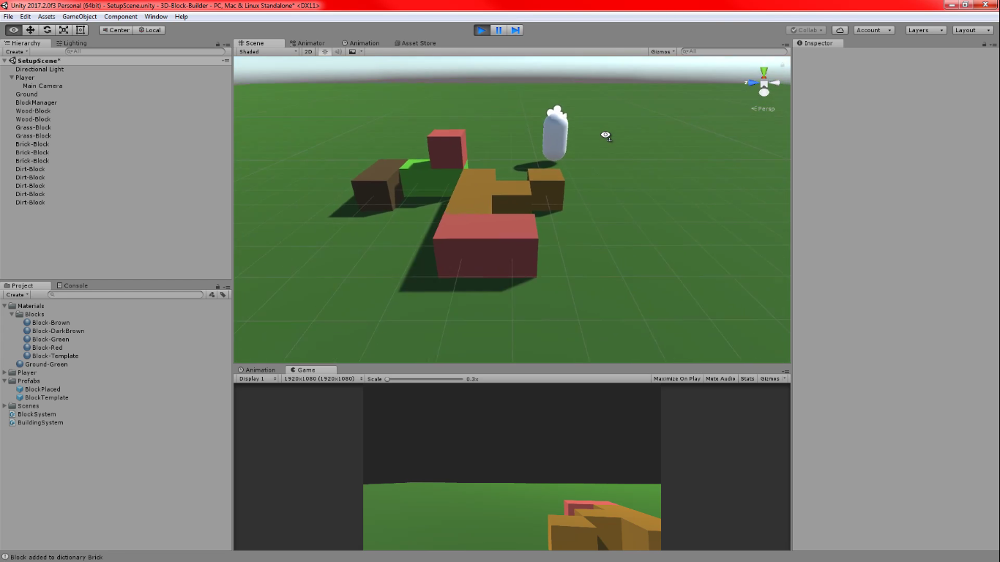 Unity 2017.2.0f3 Personal (64bit) - SetupScene.unity - 3D-Block-Builder - PC, Mac & Linux Standalone* <DX11>
File Edit Assets GameObject Component Window Help
Center Local Collab Account Layers Layout
Hierarchy Lighting
Create All
SetupScene*
Directional Light
Player
Main Camera
Ground
BlockManager
Wood-Block
Wood-Block
Grass-Block
Grass-Block
Brick-Block
Brick-Block
Brick-Block
Dirt-Block
Dirt-Block
Dirt-Block
Dirt-Block
Dirt-Block
Project Console
Create
Materials
Blocks
Block-Brown
Block-DarkBrown
Block-Green
Block-Red
Block-Template
Ground-Green
Player
Prefabs
BlockPlaced
BlockTemplate
Scenes
BlockSystem
BuildingSystem
Scene Animator Animation Asset Store
Shaded 2D Gizmos All
y
z
Persp
Animation Game
Display 1 1920x1080 (1920x1080) Scale 0.3x Maximize On Play Mute Audio Stats Gizmos
Inspector
Block added to dictionary Brick